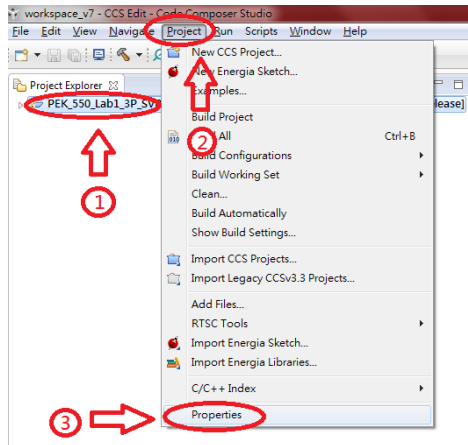 workspace_v7 - CCS Edit - Code Composer Studio
File Edit View Navigate Project Run Scripts Window Help
New CCS Project...
Project Explorer
New Energia Sketch...
Examples...
PEK_550_Lab1_3P_SV
lease]
Build Project
All Ctrl+B
Build Configurations
Build Working Set
Clean...
Build Automatically
Show Build Settings...
Import CCS Projects...
Import Legacy CCSv3.3 Projects...
Add Files...
RTSC Tools
Import Energia Sketch...
Import Energia Libraries...
C/C++ Index
Properties
1
2
3